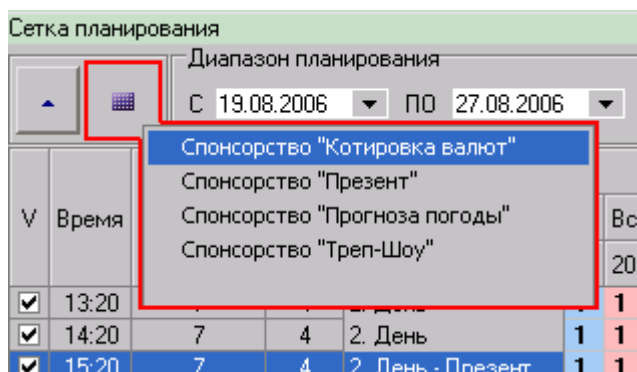 Сетка планирования
Диапазон планирования
С 19.08.2006 ПО 27.08.2006
Спонсорство "Котировка валют"
Спонсорство "Презент"
Спонсорство "Прогноза погоды"
Спонсорство "Треп-Шоу"
V Время Вс
20
13:20 1 1
14:20 7 4 2. День 1 1
15:20 7 4 2. День - Презент 1 1